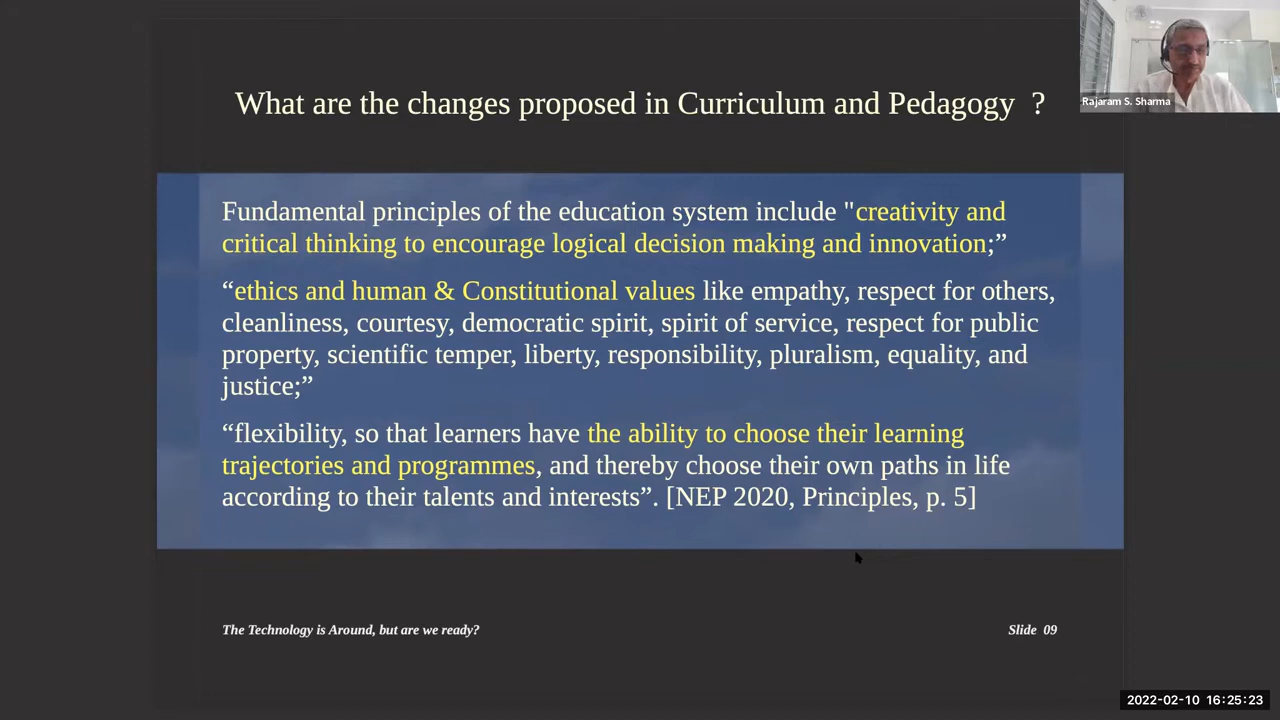 What are the changes proposed in Curriculum and Pedagogy ?
Rajaram S. Sharma
Fundamental principles of the education system include "creativity and
critical thinking to encourage logical decision making and innovation;”
“ethics and human & Constitutional values like empathy, respect for others,
cleanliness, courtesy, democratic spirit, spirit of service, respect for public
property, scientific temper, liberty, responsibility, pluralism, equality, and
justice;”
“flexibility, so that learners have the ability to choose their learning
trajectories and programmes, and thereby choose their own paths in life
according to their talents and interests”. [NEP 2020, Principles, p. 5]
The Technology is Around, but are we ready?
Slide 09
2022-02-10 16:25:23